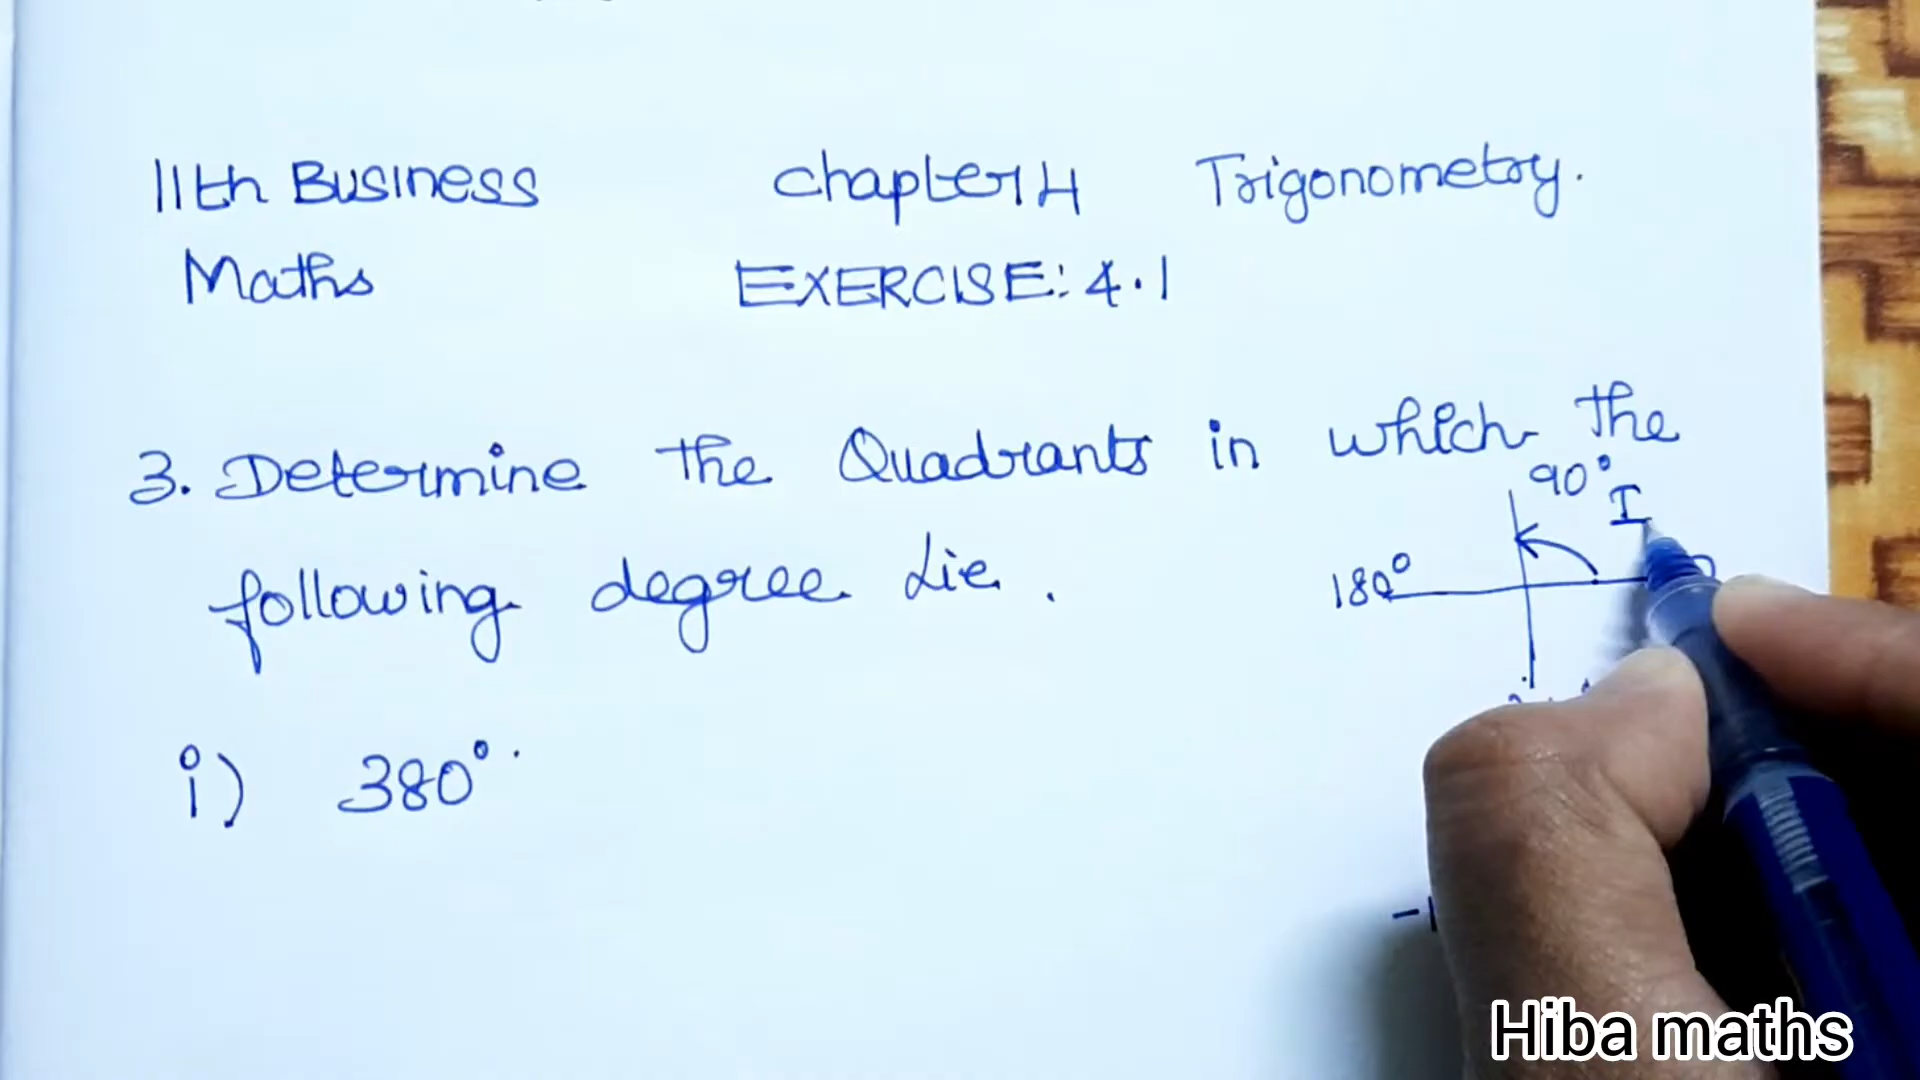 11th Business Chapter 4 Trigonometry.
Maths EXERCISE: 4.1
3. Determine the Quadrants in which the
following degree Lie.
90°
I
180°
i) 380°.
Hiba maths